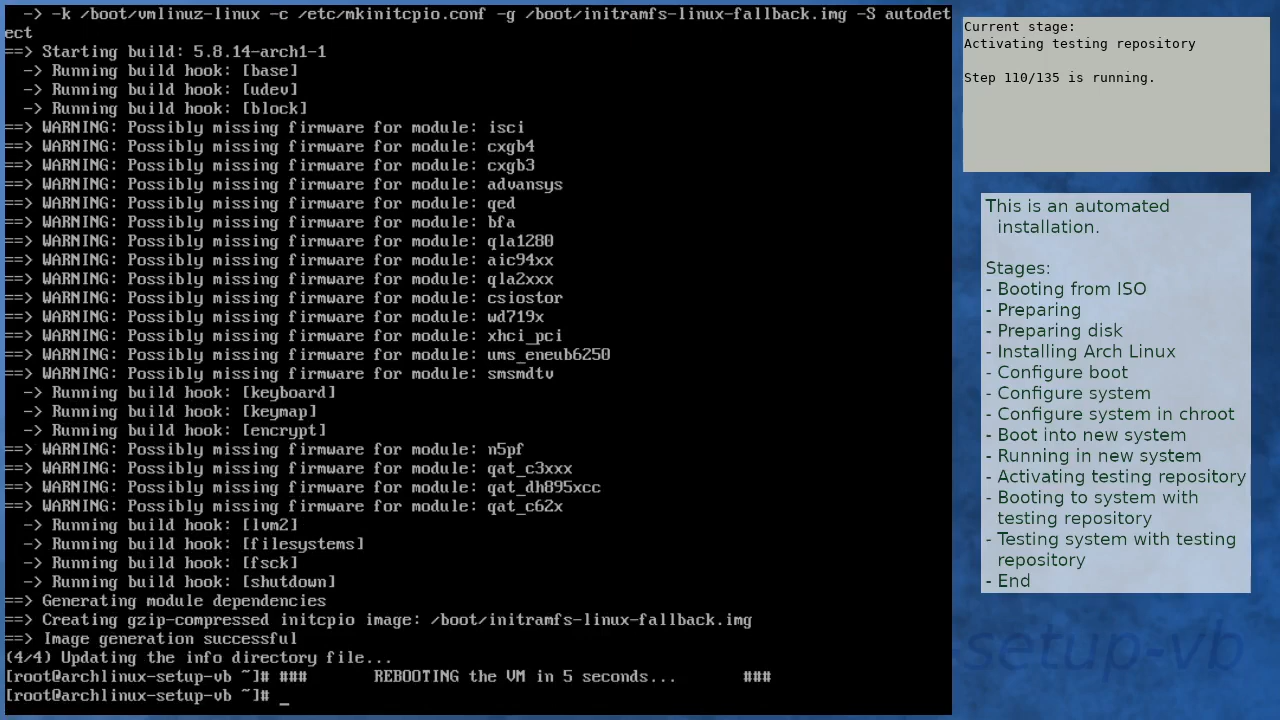 -> -k /boot/vmlinuz-linux -c /etc/mkinitcpio.conf -g /boot/initramfs-linux-fallback.img -S autodet
ect
==> Starting build: 5.8.14-arch1-1
-> Running build hook: [base]
-> Running build hook: [udev]
-> Running build hook: [block]
==> WARNING: Possibly missing firmware for module: isci
==> WARNING: Possibly missing firmware for module: cxgb4
==> WARNING: Possibly missing firmware for module: cxgb3
==> WARNING: Possibly missing firmware for module: advansys
==> WARNING: Possibly missing firmware for module: qed
==> WARNING: Possibly missing firmware for module: bfa
==> WARNING: Possibly missing firmware for module: qla1280
==> WARNING: Possibly missing firmware for module: aic94xx
==> WARNING: Possibly missing firmware for module: qla2xxx
==> WARNING: Possibly missing firmware for module: csiostor
==> WARNING: Possibly missing firmware for module: wd719x
==> WARNING: Possibly missing firmware for module: xhci_pci
==> WARNING: Possibly missing firmware for module: ums_eneub6250
==> WARNING: Possibly missing firmware for module: smsmdtv
-> Running build hook: [keyboard]
-> Running build hook: [keymap]
-> Running build hook: [encrypt]
==> WARNING: Possibly missing firmware for module: n5pf
==> WARNING: Possibly missing firmware for module: qat_c3xxx
==> WARNING: Possibly missing firmware for module: qat_dh895xcc
==> WARNING: Possibly missing firmware for module: qat_c62x
-> Running build hook: [lvm2]
-> Running build hook: [filesystems]
-> Running build hook: [fsck]
-> Running build hook: [shutdown]
==> Generating module dependencies
==> Creating gzip-compressed initcpio image: /boot/initramfs-linux-fallback.img
==> Image generation successful
(4/4) Updating the info directory file...
[root@archlinux-setup-vb ~]# ### REBOOTING the VM in 5 seconds... ###
[root@archlinux-setup-vb ~]# _
Current stage:
Activating testing repository
Step 110/135 is running.
This is an automated
installation.
Stages:
- Booting from ISO
- Preparing
- Preparing disk
- Installing Arch Linux
- Configure boot
- Configure system
- Configure system in chroot
- Boot into new system
- Running in new system
- Activating testing repository
- Booting to system with
testing repository
- Testing system with testing
repository
- End
setup-vb